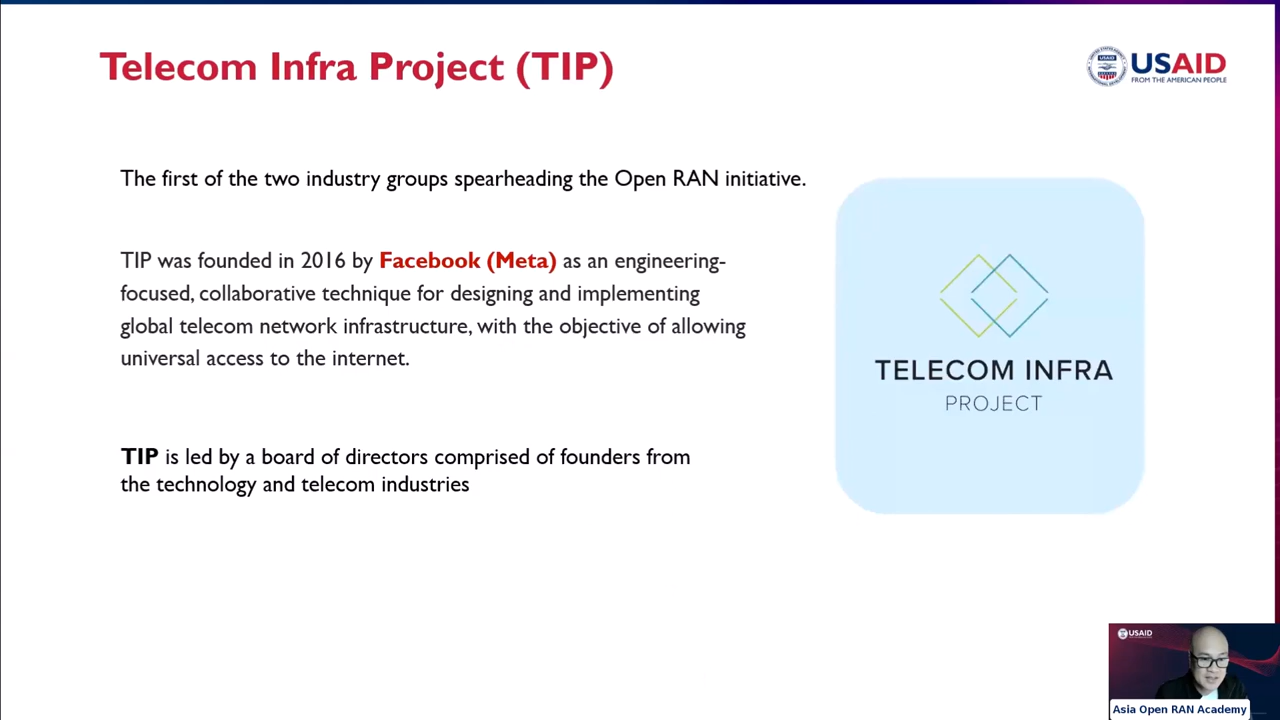 Telecom Infra Project (TIP)
USAID
FROM THE AMERICAN PEOPLE
The first of the two industry groups spearheading the Open RAN initiative.
TIP was founded in 2016 by Facebook (Meta) as an engineering-
focused, collaborative technique for designing and implementing
global telecom network infrastructure, with the objective of allowing
universal access to the internet.
TIP is led by a board of directors comprised of founders from
the technology and telecom industries
TELECOM INFRA
PROJECT
USAID
Asia Open RAN Academy